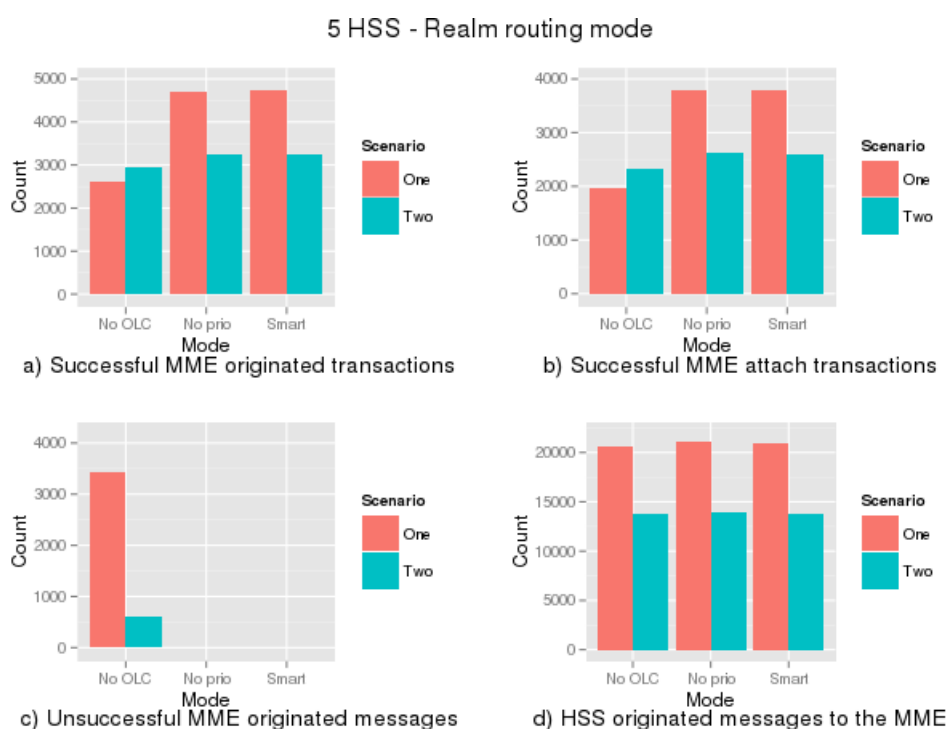 5 HSS - Realm routing mode
5000
4000
3000
2000
1000
0
Count
No OLC No prio Smart
Mode
Scenario
One
Two
a) Successful MME originated transactions
4000
3000
2000
1000
0
Count
No OLC No prio Smart
Mode
Scenario
One
Two
b) Successful MME attach transactions
4000
3000
2000
1000
0
Count
No OLC No prio Smart
Mode
Scenario
One
Two
c) Unsuccessful MME originated messages
20000
15000
10000
5000
0
Count
No OLC No prio Smart
Mode
Scenario
One
Two
d) HSS originated messages to the MME